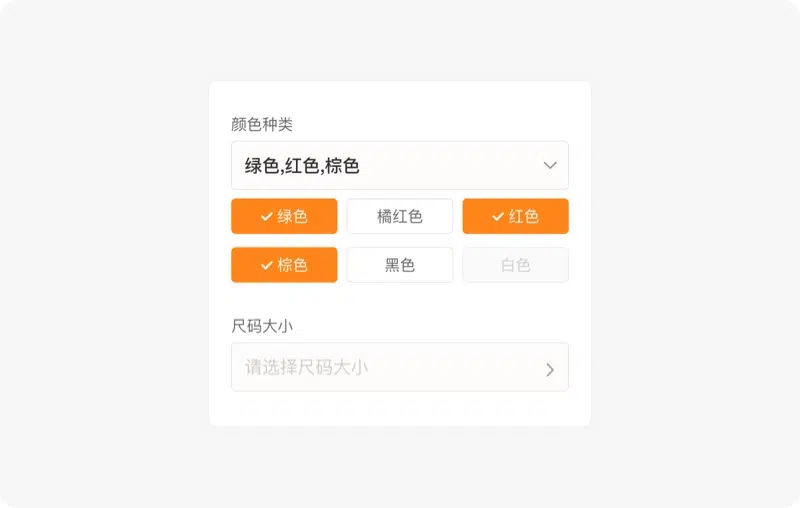 颜色种类
绿色,红色,棕色
绿色 橘红色 红色
棕色 黑色 白色
尺码大小
请选择尺码大小